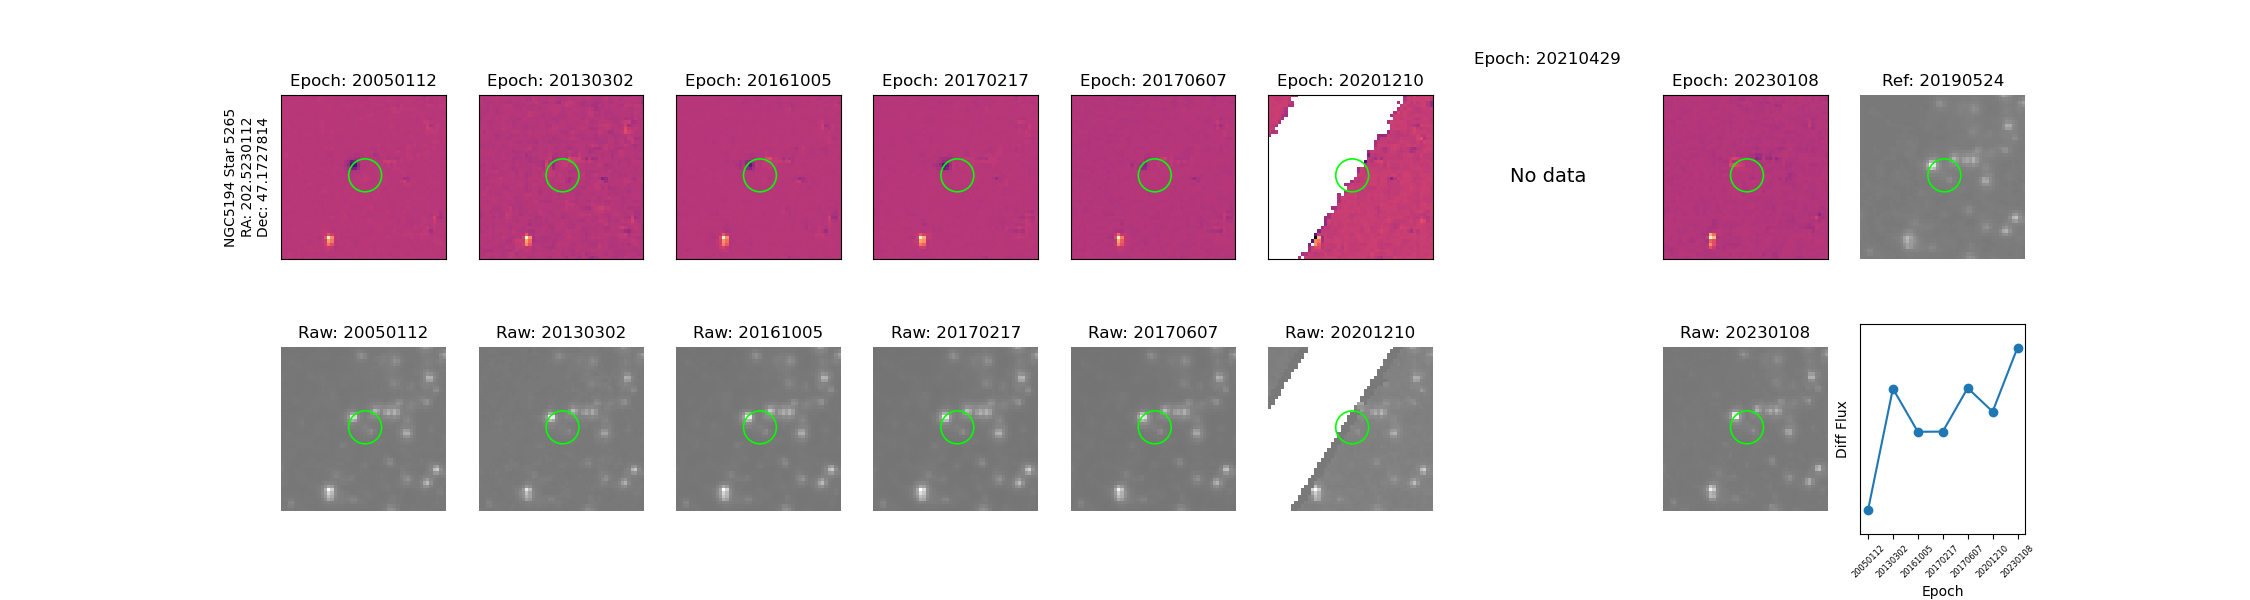 Epoch: 20210429
Epoch: 20050112
Epoch: 20130302
Epoch: 20161005
Epoch: 20170217
Epoch: 20170607
Epoch: 20201210
Epoch: 20230108
Ref: 20190524
NGC5194 Star 5265
RA: 202.5230112
Dec: 47.1727814
No data
Raw: 20050112
Raw: 20130302
Raw: 20161005
Raw: 20170217
Raw: 20170607
Raw: 20201210
Raw: 20230108
Diff Flux
20050112
20130302
20161005
20170217
20170607
20201210
20230108
Epoch